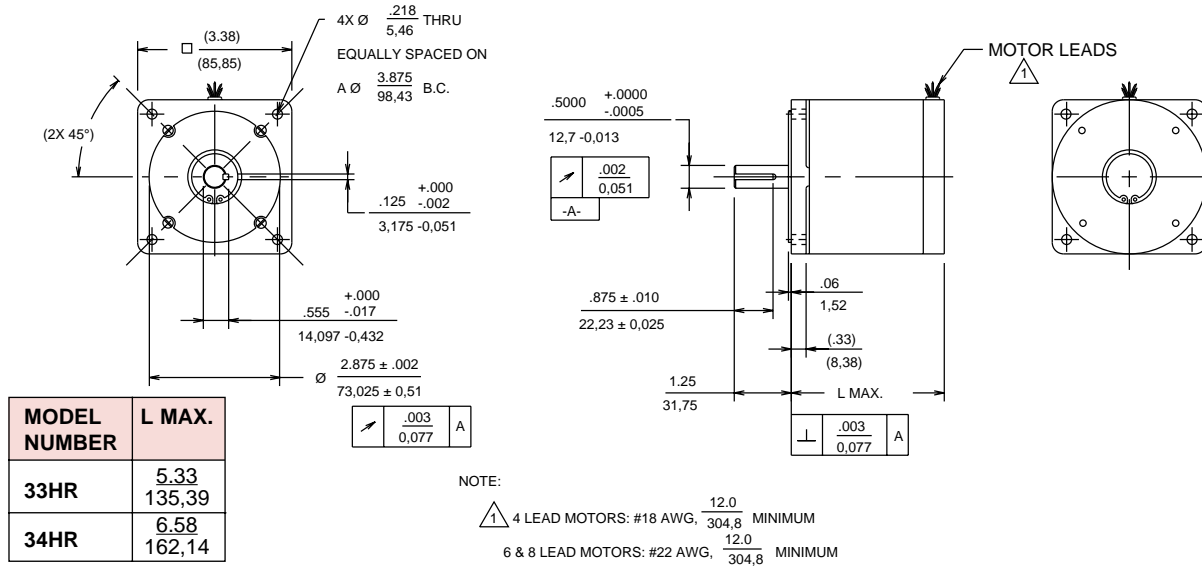 4X Ø .218 THRU
5,46
EQUALLY SPACED ON
A Ø 3.875 B.C.
98,43
□ (3.38)
(85,85)
(2X 45°)
.125 +.000
-.002
3,175 -0,051
.555 +.000
-.017
14,097 -0,432
Ø 2.875 ± .002
73,025 ± 0,51
.003 A
0,077
MOTOR LEADS
1
.5000 +.0000
-.0005
12,7 -0,013
.002
0,051
-A-
.875 ± .010
22,23 ± 0,025
.06
1,52
(.33)
(8,38)
1.25
31,75
L MAX.
⊥ .003 A
0,077
MODEL NUMBER L MAX.
33HR 5.33
135,39
34HR 6.58
162,14
NOTE:
1 4 LEAD MOTORS: #18 AWG, 12.0 MINIMUM
304,8
6 & 8 LEAD MOTORS: #22 AWG, 12.0 MINIMUM
304,8